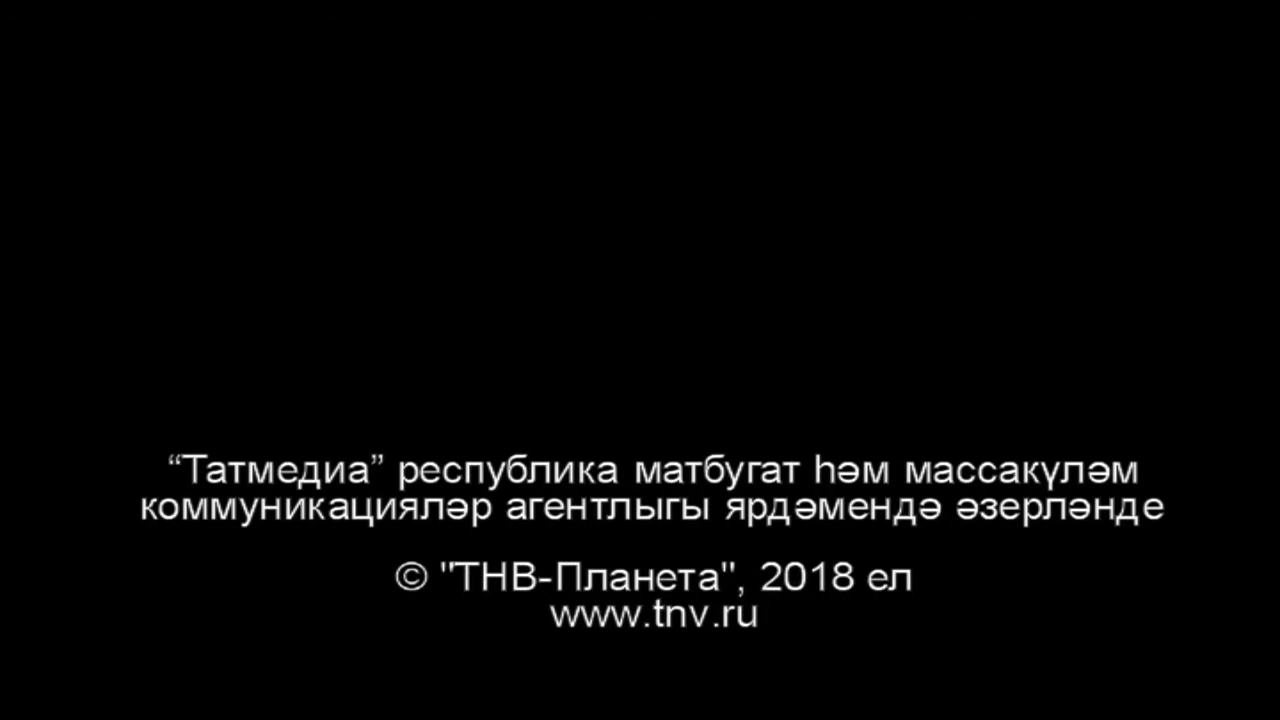 “Татмедиа” республика матбугат һәм массакүләм
коммуникацияләр агентлыгы ярдәмендә әзерләнде
© "ТНВ-Планета", 2018 ел
www.tnv.ru